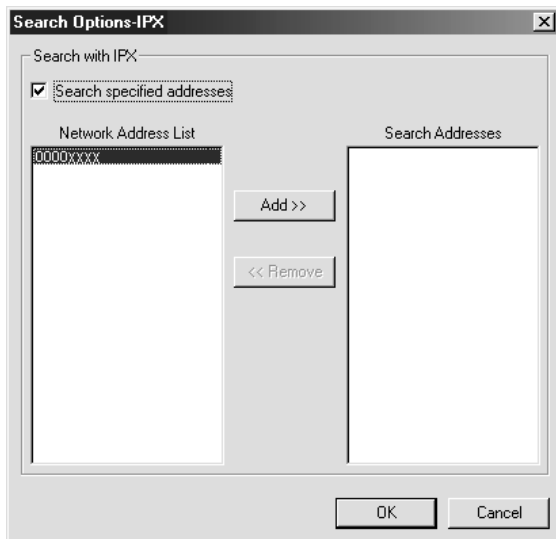 Search Options-IPX
Search with IPX
Search specified addresses
Network Address List
Search Addresses
0000xxxx
Add >>
<< Remove
OK
Cancel